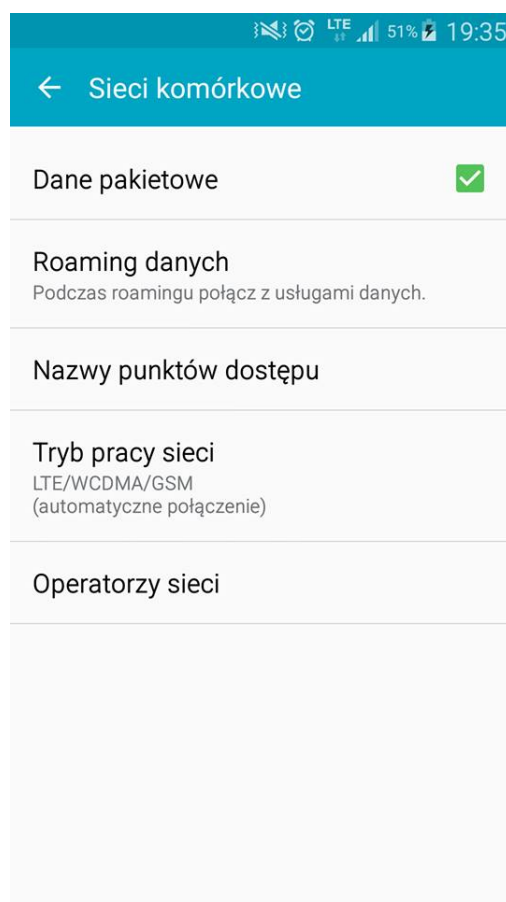 LTE 51% 19:35
Sieci komórkowe
Dane pakietowe
Roaming danych
Podczas roamingu połącz z usługami danych.
Nazwy punktów dostępu
Tryb pracy sieci
LTE/WCDMA/GSM
(automatyczne połączenie)
Operatorzy sieci